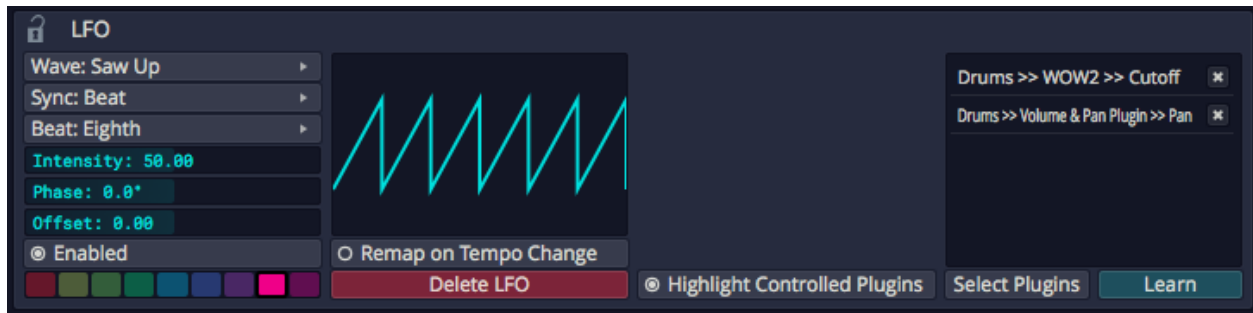 LFO
Wave: Saw Up
Sync: Beat
Beat: Eighth
Intensity: 50.00
Phase: 0.0°
Offset: 0.00
Enabled
Remap on Tempo Change
Delete LFO
Highlight Controlled Plugins
Drums >> WOW2 >> Cutoff
Drums >> Volume & Pan Plugin >> Pan
Select Plugins
Learn